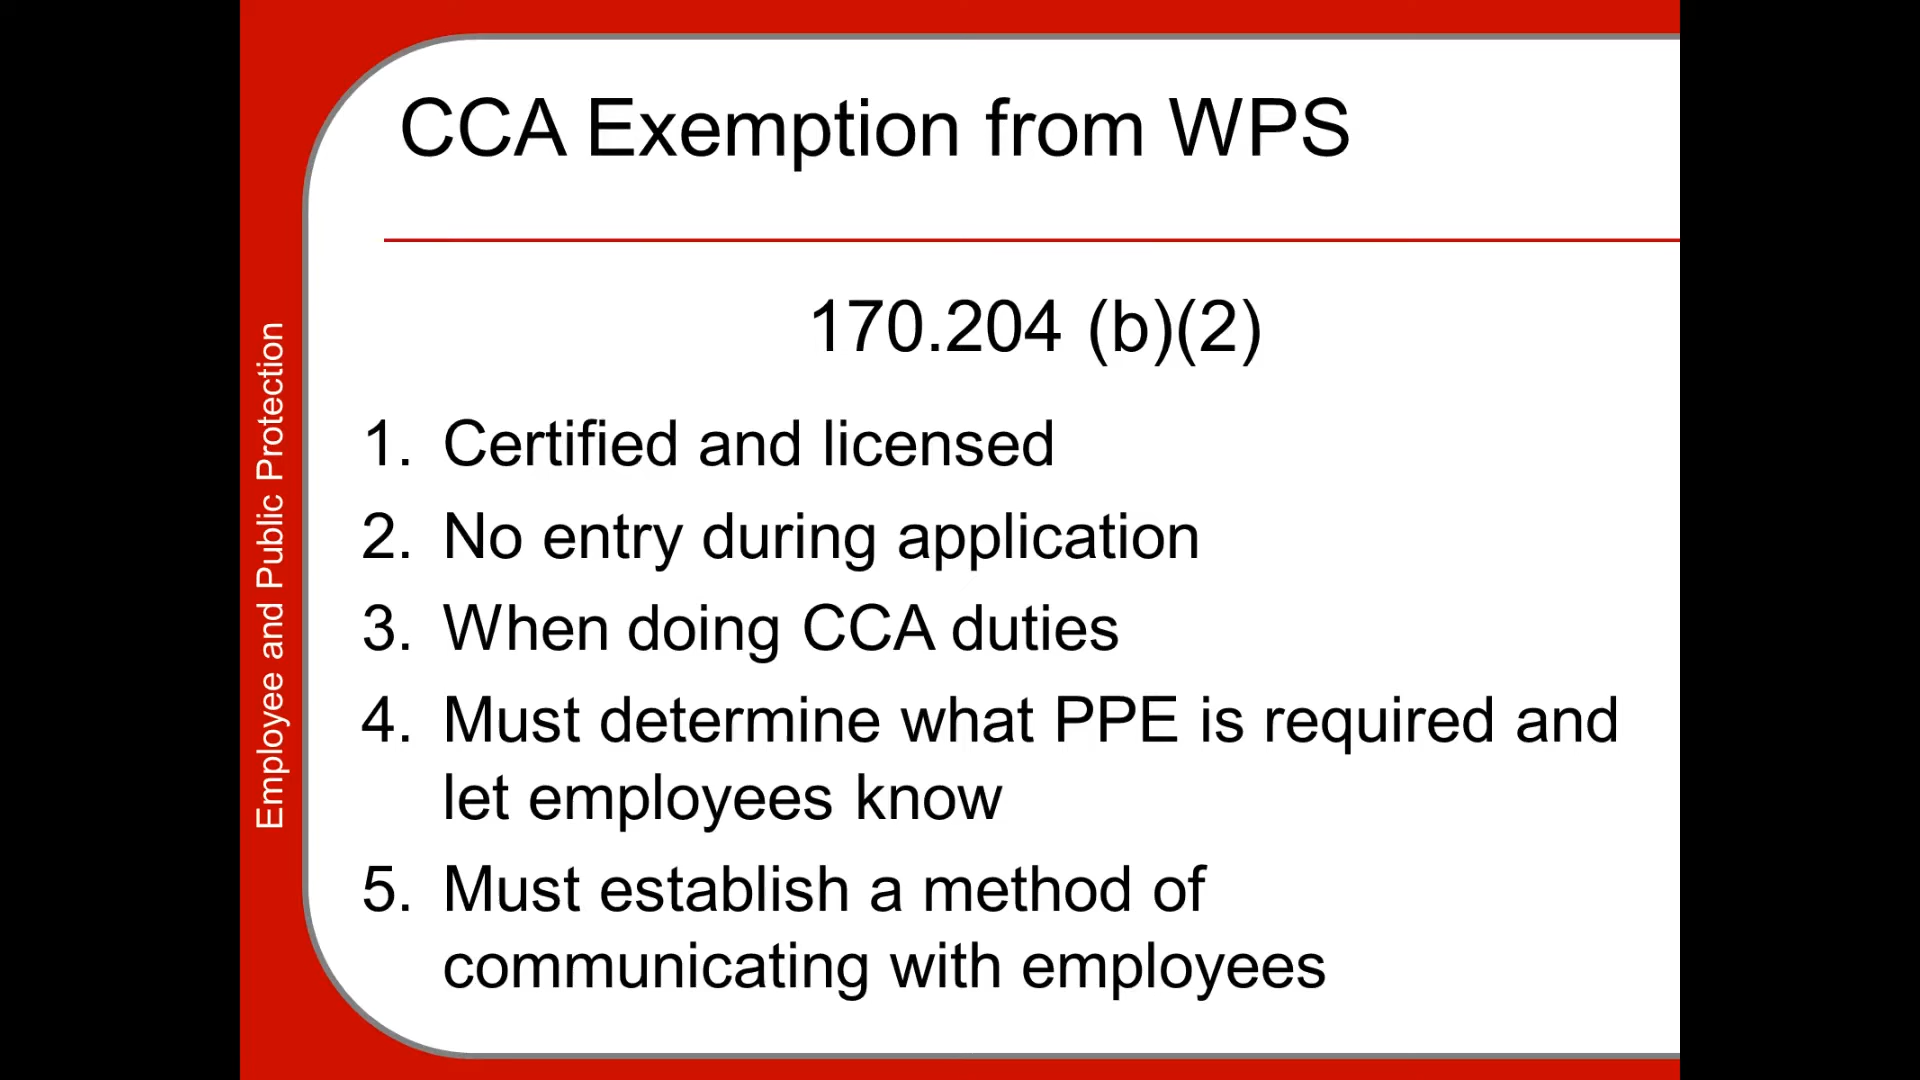 CCA Exemption from WPS
170.204 (b)(2)
1. Certified and licensed
2. No entry during application
3. When doing CCA duties
4. Must determine what PPE is required and
let employees know
5. Must establish a method of
communicating with employees
Employee and Public Protection